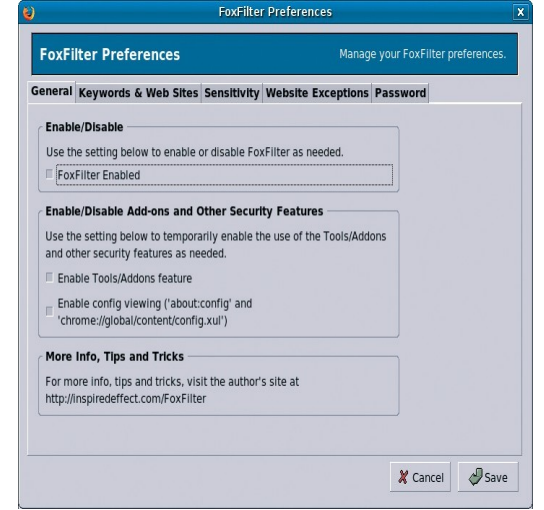 FoxFilter Preferences
FoxFilter Preferences
Manage your FoxFilter preferences.
General Keywords & Web Sites Sensitivity Website Exceptions Password
Enable/Disable
Use the setting below to enable or disable FoxFilter as needed.
FoxFilter Enabled
Enable/Disable Add-ons and Other Security Features
Use the setting below to temporarily enable the use of the Tools/Addons
and other security features as needed.
Enable Tools/Addons feature
Enable config viewing ('about:config' and
'chrome://global/content/config.xul')
More Info, Tips and Tricks
For more info, tips and tricks, visit the author's site at
http://inspiredeffect.com/FoxFilter
Cancel
Save